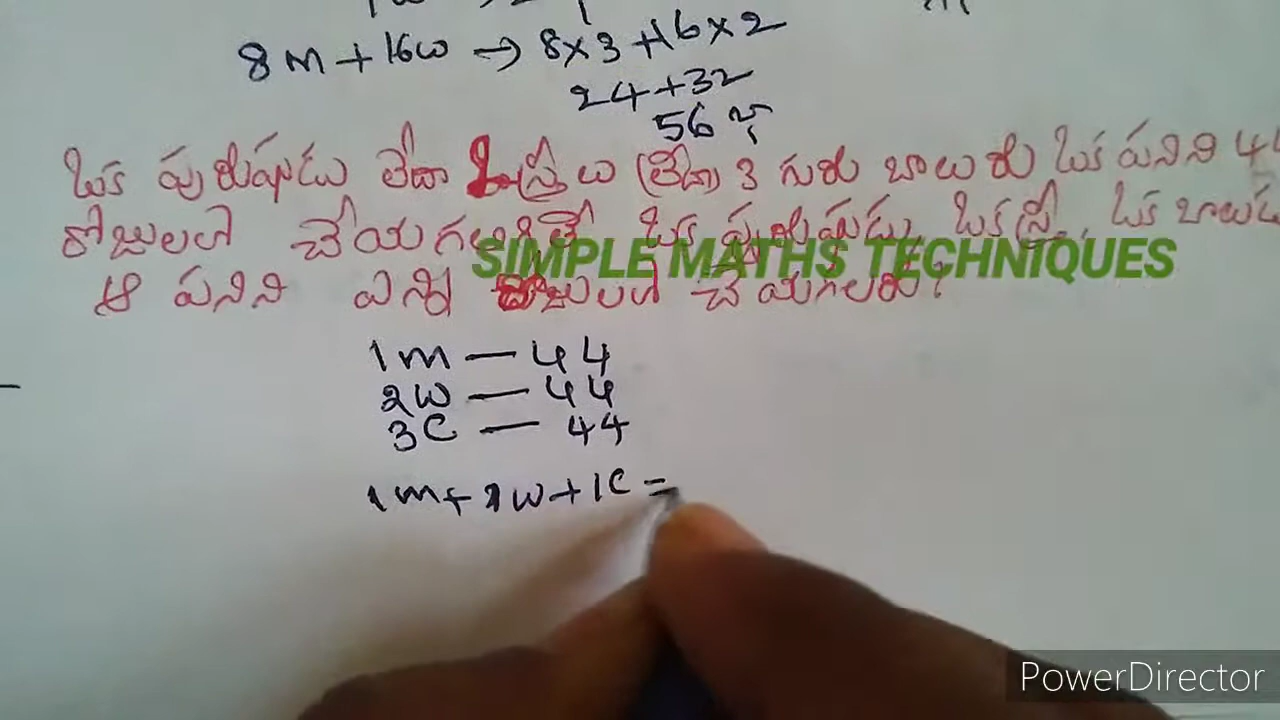 8m + 16w → 8×3 + 16×2
24+32
56
ఒక పురుషుడు లేదా 2 స్త్రీలు (లేదా) 3 గురు బాలురు ఒక పనిని 44
రోజులలో చేయగలిగితే ఒక పురుషుడు, ఒక స్త్రీ, ఒక బాలుడు
SIMPLE MATHS TECHNIQUES
ఆ పనిని ఎన్ని రోజులలో చేయగలరు?
1m — 44
2w — 44
3C — 44
1m + 1w + 1C =
PowerDirector